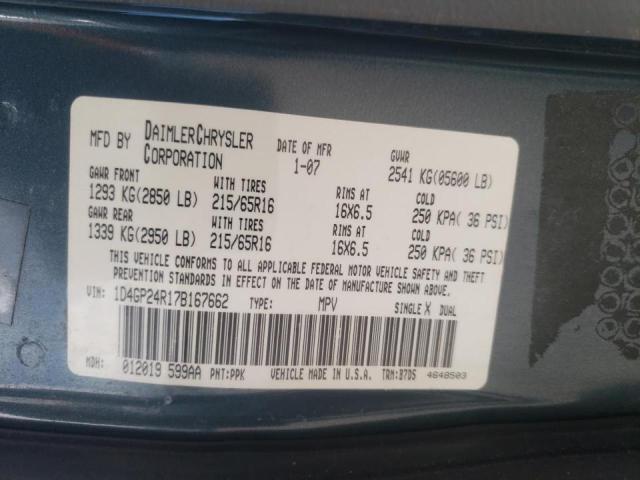 MFD BY DAIMLERCHRYSLER CORPORATION DATE OF MFR 1-07 GVWR 2541 KG(05600 LB)
GAWR FRONT WITH TIRES RIMS AT COLD
1293 KG(2850 LB) 215/65R16 16X6.5 250 KPA( 36 PSI)
GAWR REAR WITH TIRES RIMS AT COLD
1339 KG(2950 LB) 215/65R16 16X6.5 250 KPA( 36 PSI)
THIS VEHICLE CONFORMS TO ALL APPLICABLE FEDERAL MOTOR VEHICLE SAFETY AND THEFT
PREVENTION STANDARDS IN EFFECT ON THE DATE OF MANUFACTURE SHOWN ABOVE.
VIN: 1D4GP24R17B167662 TYPE: MPV SINGLE X DUAL
MDH: 012019 599AA PNT:PPK VEHICLE MADE IN U.S.A. TRM:B7D5 4648503